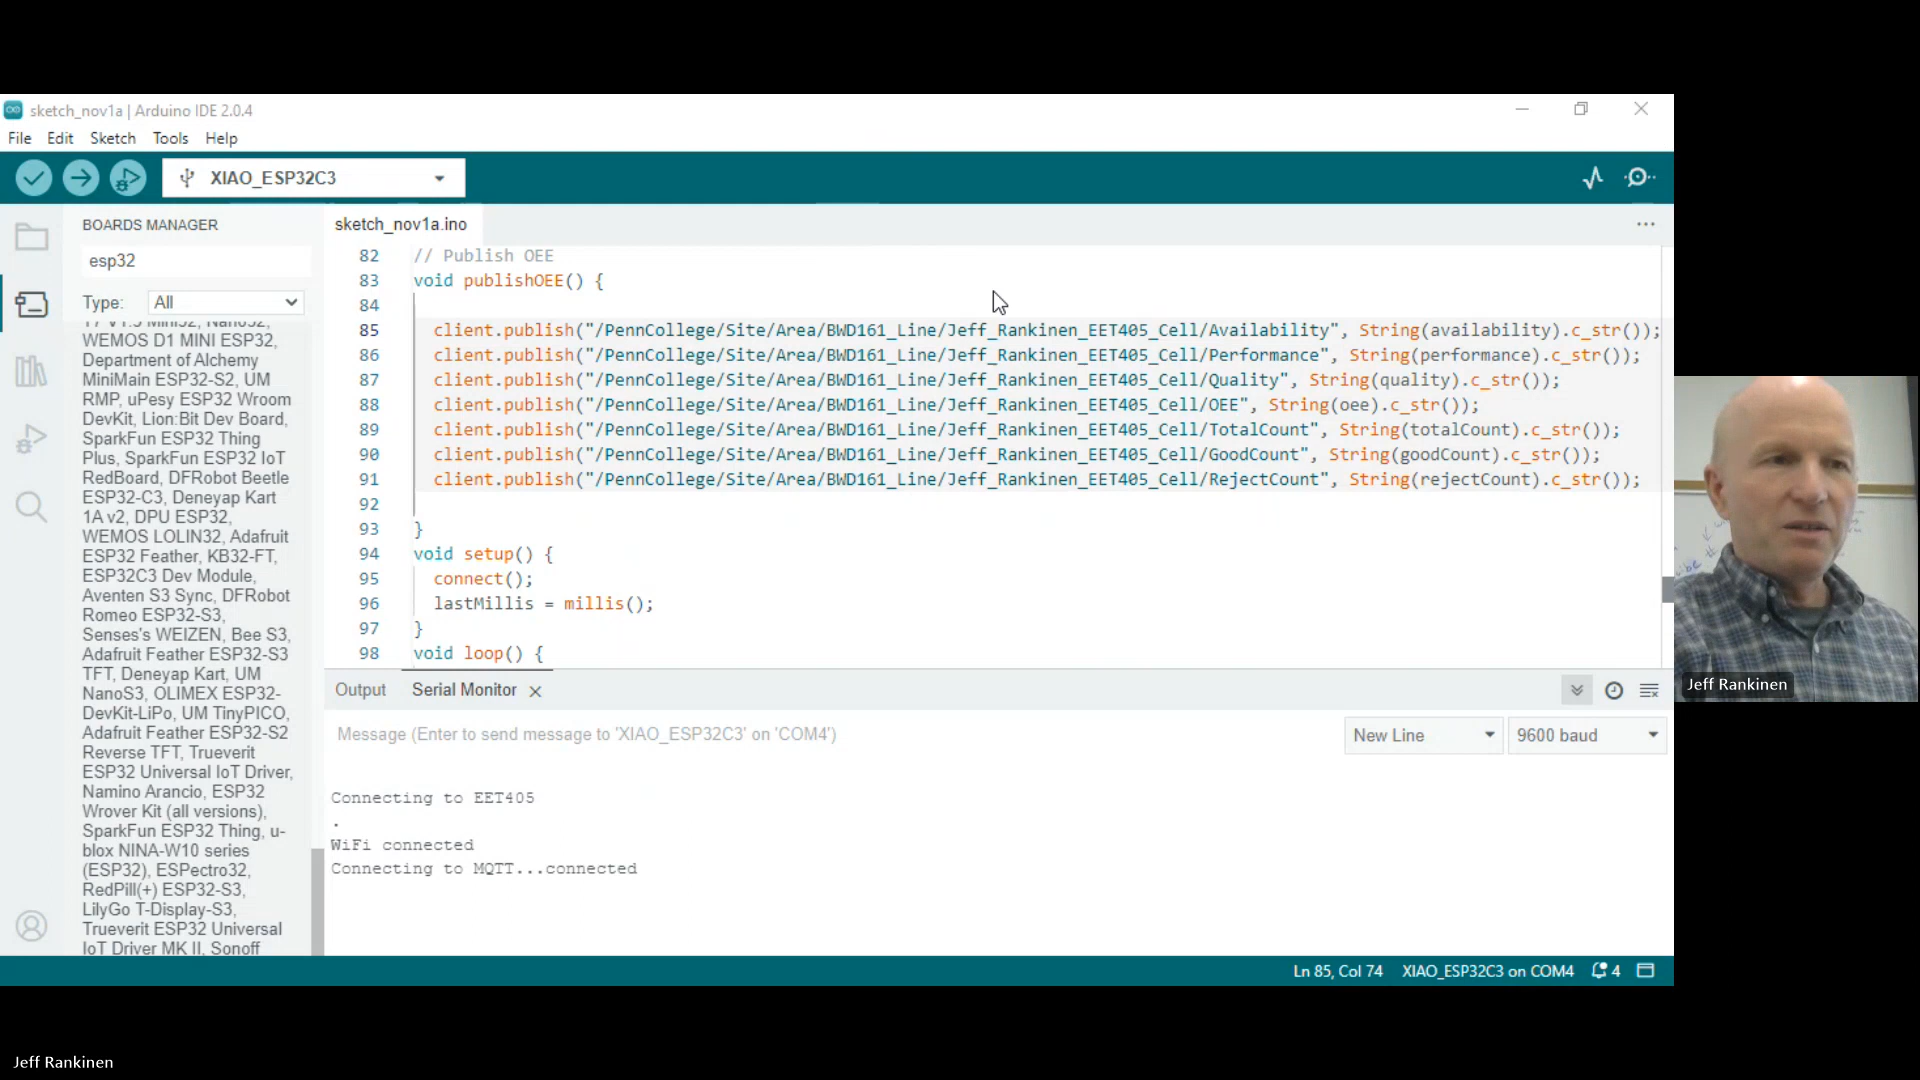 sketch_nov1a | Arduino IDE 2.0.4
File Edit Sketch Tools Help
XIAO_ESP32C3
BOARDS MANAGER
esp32
Type: All
WEMOS D1 MINI ESP32,
Department of Alchemy
MiniMain ESP32-S2, UM
RMP, uPesy ESP32 Wroom
DevKit, Lion:Bit Dev Board,
SparkFun ESP32 Thing
Plus, SparkFun ESP32 IoT
RedBoard, DFRobot Beetle
ESP32-C3, Deneyap Kart
1A v2, DPU ESP32,
WEMOS LOLIN32, Adafruit
ESP32 Feather, KB32-FT,
ESP32C3 Dev Module,
Aventen S3 Sync, DFRobot
Romeo ESP32-S3,
Senses's WEIZEN, Bee S3,
Adafruit Feather ESP32-S3
TFT, Deneyap Kart, UM
NanoS3, OLIMEX ESP32-
DevKit-LiPo, UM TinyPICO,
Adafruit Feather ESP32-S2
Reverse TFT, Trueverit
ESP32 Universal IoT Driver,
Namino Arancio, ESP32
Wrover Kit (all versions),
SparkFun ESP32 Thing, u-
blox NINA-W10 series
(ESP32), ESPectro32,
RedPill(+) ESP32-S3,
LilyGo T-Display-S3,
Trueverit ESP32 Universal
IoT Driver MK II, Sonoff
sketch_nov1a.ino
82 // Publish OEE
83 void publishOEE() {
84
85 client.publish("/PennCollege/Site/Area/BWD161_Line/Jeff_Rankinen_EET405_Cell/Availability", String(availability).c_str());
86 client.publish("/PennCollege/Site/Area/BWD161_Line/Jeff_Rankinen_EET405_Cell/Performance", String(performance).c_str());
87 client.publish("/PennCollege/Site/Area/BWD161_Line/Jeff_Rankinen_EET405_Cell/Quality", String(quality).c_str());
88 client.publish("/PennCollege/Site/Area/BWD161_Line/Jeff_Rankinen_EET405_Cell/OEE", String(oee).c_str());
89 client.publish("/PennCollege/Site/Area/BWD161_Line/Jeff_Rankinen_EET405_Cell/TotalCount", String(totalCount).c_str());
90 client.publish("/PennCollege/Site/Area/BWD161_Line/Jeff_Rankinen_EET405_Cell/GoodCount", String(goodCount).c_str());
91 client.publish("/PennCollege/Site/Area/BWD161_Line/Jeff_Rankinen_EET405_Cell/RejectCount", String(rejectCount).c_str());
92
93 }
94 void setup() {
95 connect();
96 lastMillis = millis();
97 }
98 void loop() {
Output Serial Monitor
Message (Enter to send message to 'XIAO_ESP32C3' on 'COM4')
New Line 9600 baud
Connecting to EET405
.
WiFi connected
Connecting to MQTT...connected
Ln 85, Col 74 XIAO_ESP32C3 on COM4 4
Jeff Rankinen
Jeff Rankinen